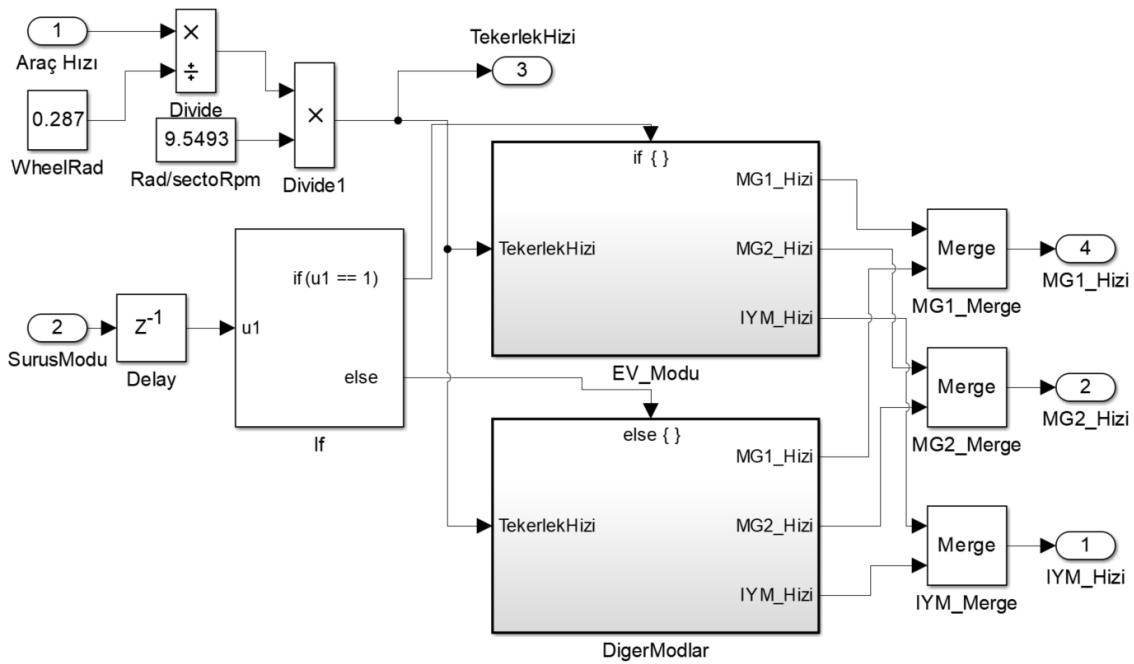 1
Araç Hızı
×
÷
Divide
0.287
WheelRad
9.5493
Rad/sectoRpm
×
Divide1
TekerlekHizi
3
if { }
TekerlekHizi
MG1_Hizi
MG2_Hizi
IYM_Hizi
EV_Modu
2
SurusModu
Z-1
Delay
u1
if(u1 == 1)
else
If
else { }
TekerlekHizi
MG1_Hizi
MG2_Hizi
IYM_Hizi
DigerModlar
Merge
MG1_Merge
4
MG1_Hizi
Merge
MG2_Merge
2
MG2_Hizi
Merge
IYM_Merge
1
IYM_Hizi